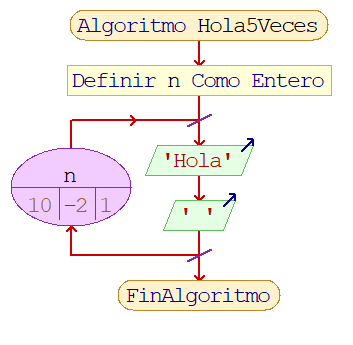 Algoritmo Hola5Veces
Definir n Como Entero
'Hola'
n
10 -2 1
' '
FinAlgoritmo